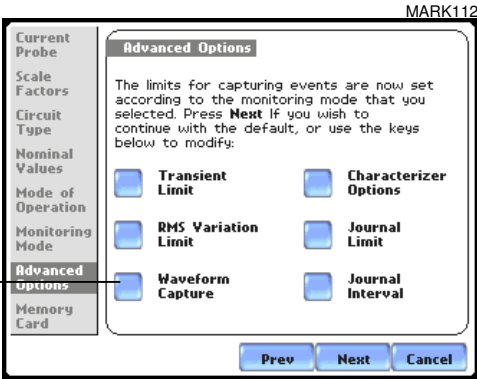 MARK112
Current
Probe
Scale
Factors
Circuit
Type
Nominal
Values
Mode of
Operation
Monitoring
Mode
Advanced
Options
Memory
Card
Advanced Options
The limits for capturing events are now set
according to the monitoring mode that you
selected. Press Next If you wish to
continue with the default, or use the keys
below to modify:
Transient
Limit
Characterizer
Options
RMS Variation
Limit
Journal
Limit
Waveform
Capture
Journal
Interval
Prev Next Cancel